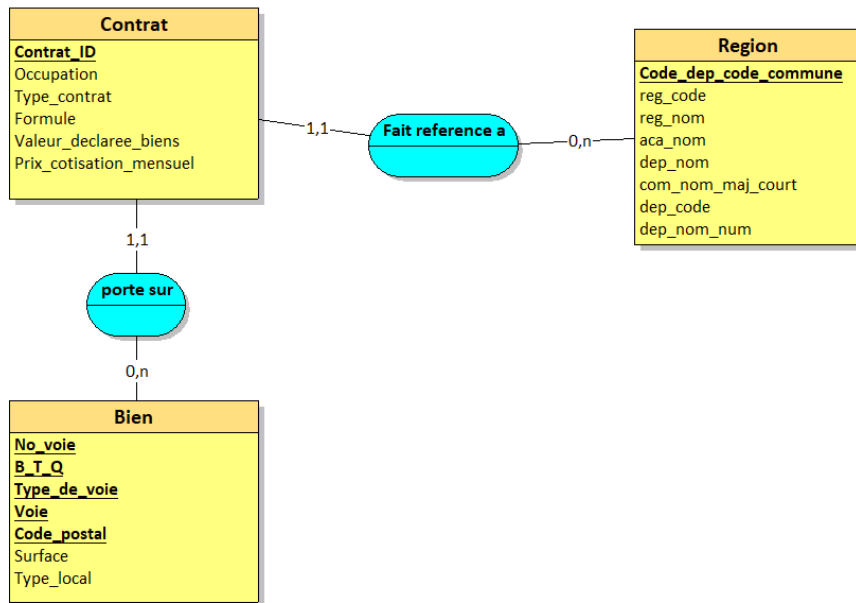 Contrat
Contrat_ID
Occupation
Type_contrat
Formule
Valeur_declaree_biens
Prix_cotisation_mensuel
1,1
Fait reference a
0,n
Region
Code_dep_code_commune
reg_code
reg_nom
aca_nom
dep_nom
com_nom_maj_court
dep_code
dep_nom_num
1,1
porte sur
0,n
Bien
No_voie
B_T_Q
Type_de_voie
Voie
Code_postal
Surface
Type_local